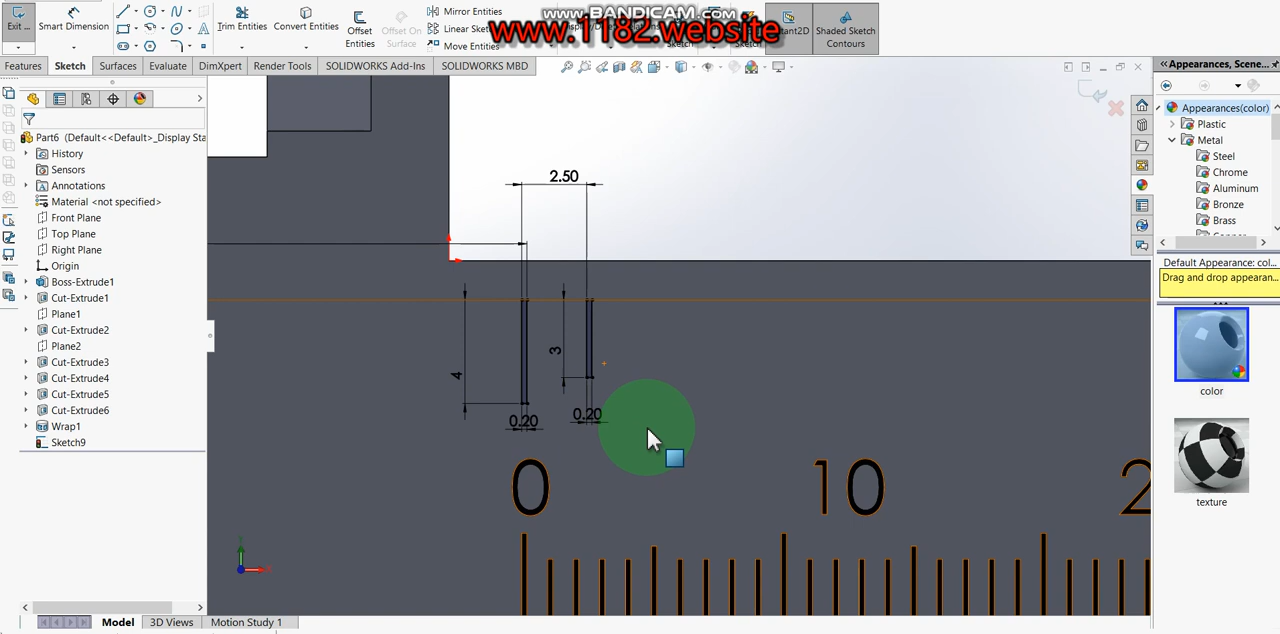 www.BANDICAM.com
www.1182.website
Exit ...
Smart Dimension
Trim Entities
Convert Entities
Offset
Entities
Offset On
Surface
Mirror Entities
Linear Sk
Move Entities
Instant2D
Shaded Sketch
Contours
Features
Sketch
Surfaces
Evaluate
DimXpert
Render Tools
SOLIDWORKS Add-Ins
SOLIDWORKS MBD
Appearances, Scene...
Part6 (Default<<Default>_Display Sta
History
Sensors
Annotations
Material <not specified>
Front Plane
Top Plane
Right Plane
Origin
Boss-Extrude1
Cut-Extrude1
Plane1
Cut-Extrude2
Plane2
Cut-Extrude3
Cut-Extrude4
Cut-Extrude5
Cut-Extrude6
Wrap1
Sketch9
2.50
4
3
0.20
0.20
0
10
2
Appearances(color)
Plastic
Metal
Steel
Chrome
Aluminum
Bronze
Brass
Default Appearance: col...
Drag and drop appearan...
color
texture
Model
3D Views
Motion Study 1